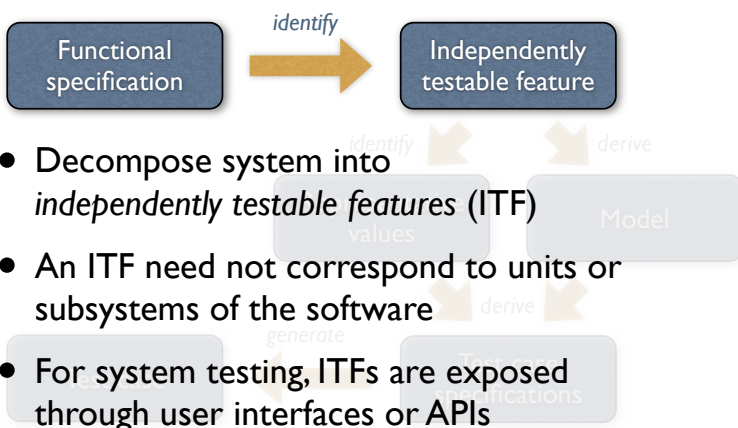 identify
Functional
specification
Independently
testable feature
identify
derive
• Decompose system into
independently testable features (ITF)
values
Model
• An ITF need not correspond to units or
subsystems of the software
derive
generate
• For system testing, ITFs are exposed
specifications
through user interfaces or APIs